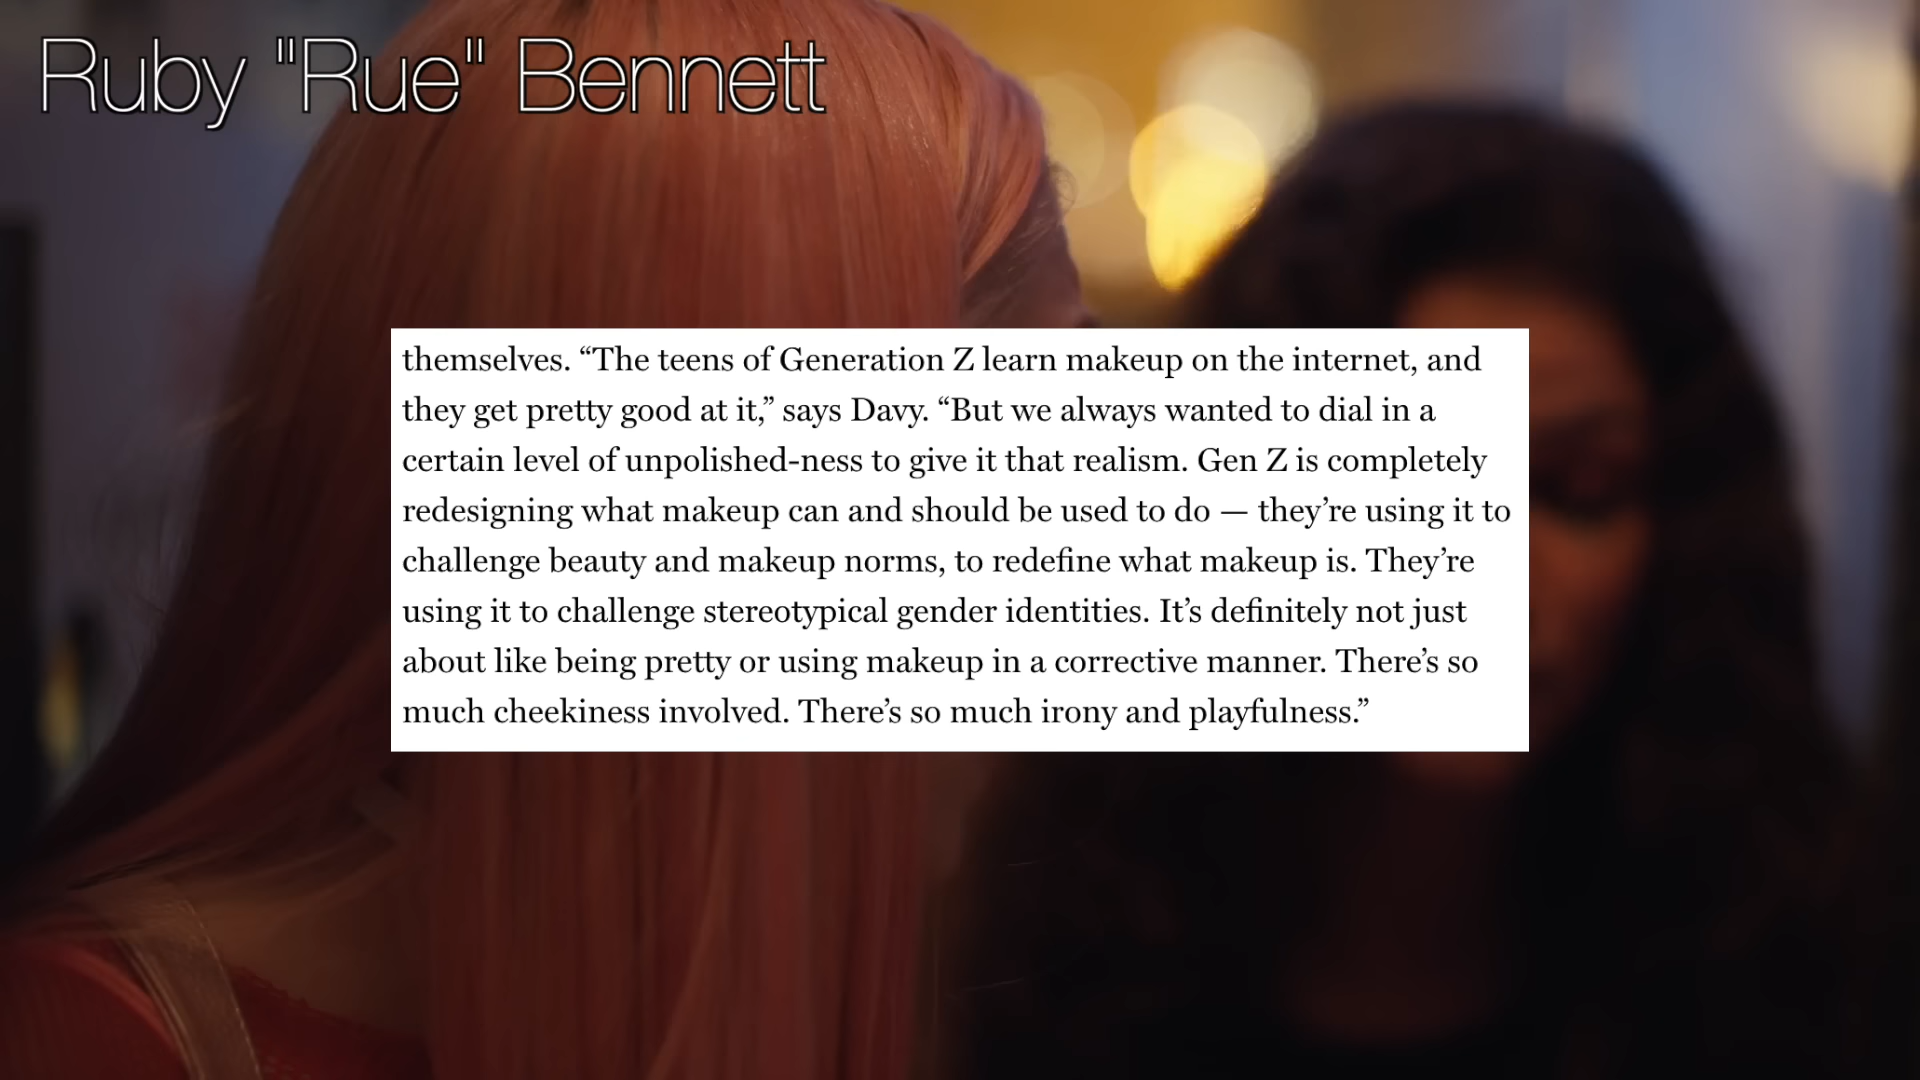 Ruby "Rue" Bennett
themselves. “The teens of Generation Z learn makeup on the internet, and
they get pretty good at it,” says Davy. “But we always wanted to dial in a
certain level of unpolished-ness to give it that realism. Gen Z is completely
redesigning what makeup can and should be used to do — they’re using it to
challenge beauty and makeup norms, to redefine what makeup is. They’re
using it to challenge stereotypical gender identities. It’s definitely not just
about like being pretty or using makeup in a corrective manner. There’s so
much cheekiness involved. There’s so much irony and playfulness.”